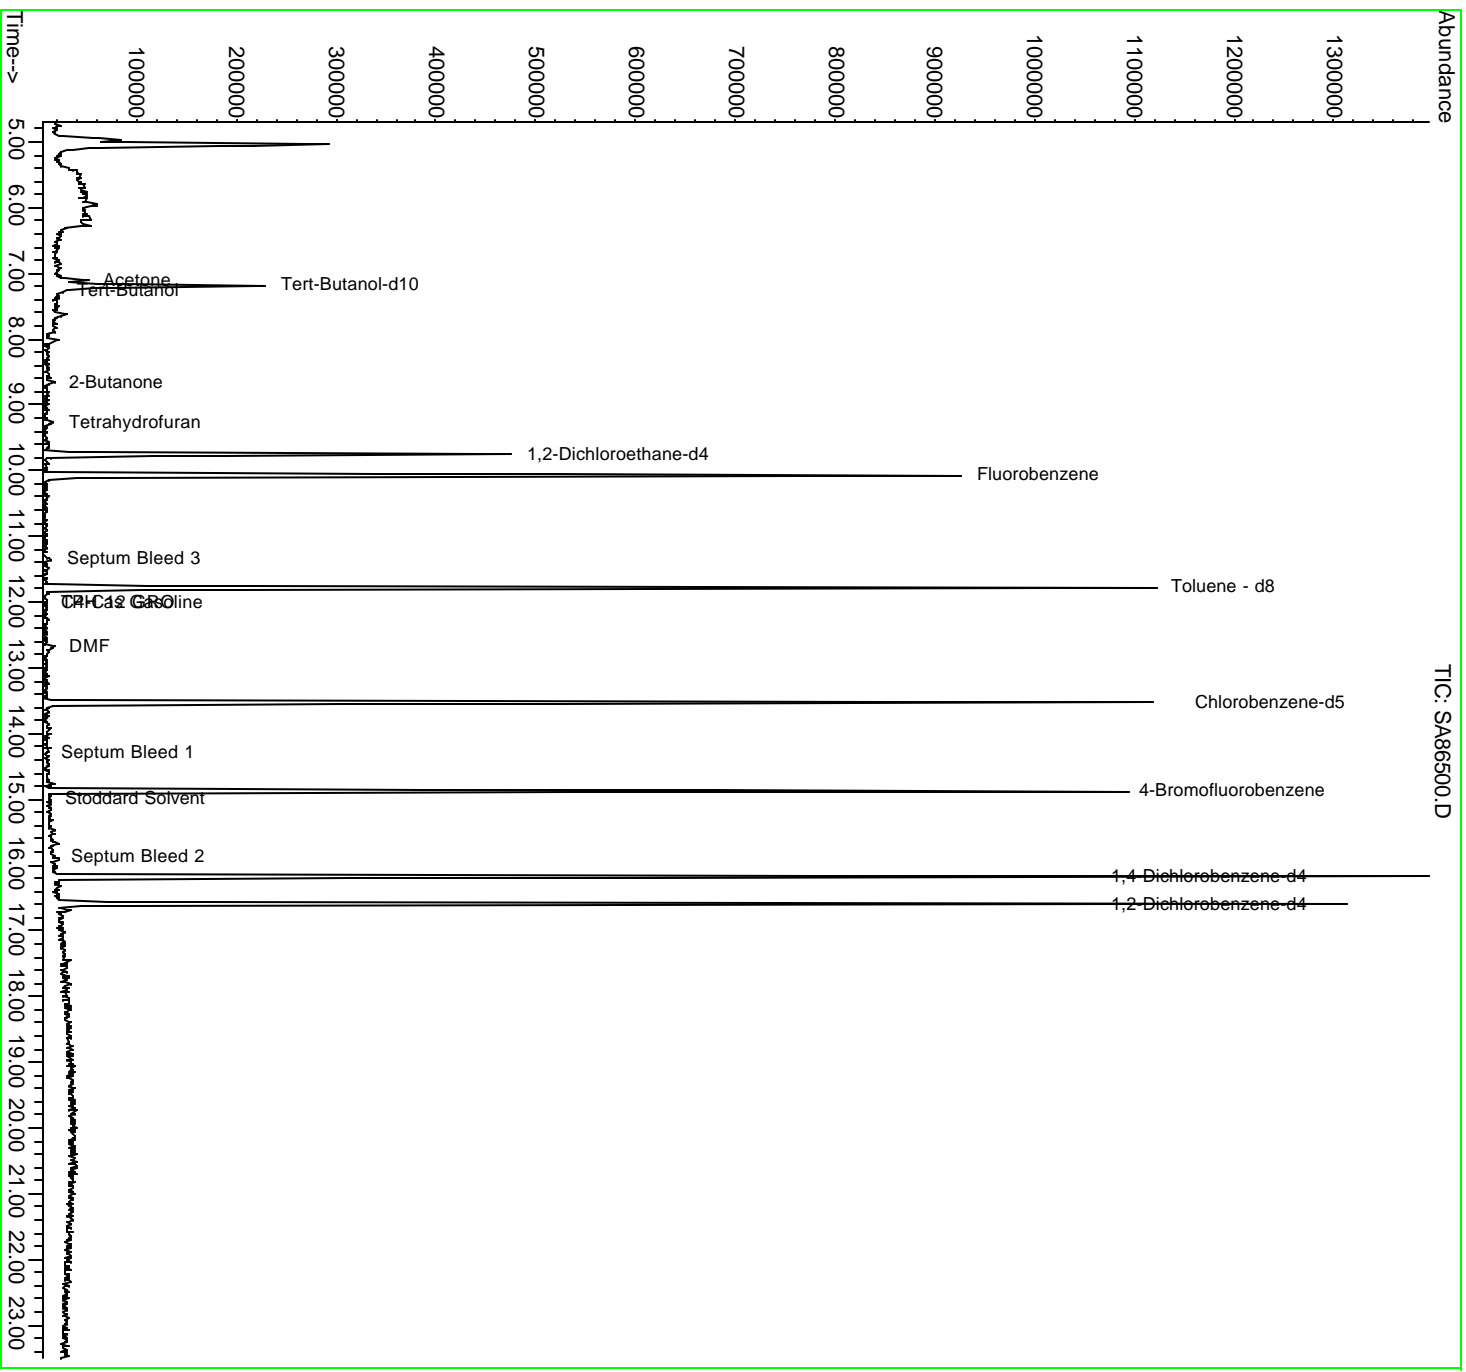 Abundance
TIC: SA86500.D
1300000
1200000
1100000
1000000
900000
800000
700000
600000
500000
400000
300000
200000
100000
Time-->
5.00
6.00
7.00
8.00
9.00
10.00
11.00
12.00
13.00
14.00
15.00
16.00
17.00
18.00
19.00
20.00
21.00
22.00
23.00
Acetone
Tert-Butanol
Tert-Butanol-d10
2-Butanone
Tetrahydrofuran
1,2-Dichloroethane-d4
Fluorobenzene
Septum Bleed 3
Toluene - d8
Gasoline
GRO
DMF
Chlorobenzene-d5
Septum Bleed 1
4-Bromofluorobenzene
Stoddard Solvent
Septum Bleed 2
1,4-Dichlorobenzene-d4
1,2-Dichlorobenzene-d4